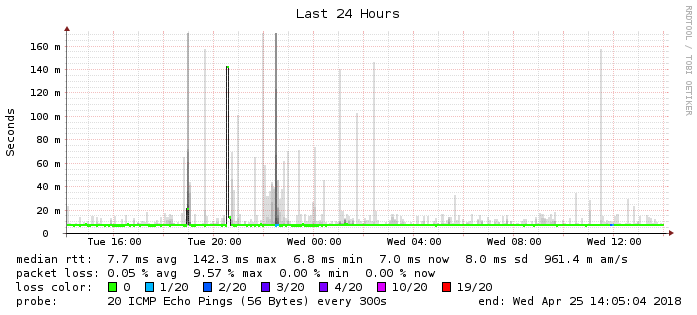 Last 24 Hours
RRDTOOL / TOBI OETIKER
Seconds
160 m
140 m
120 m
100 m
80 m
60 m
40 m
20 m
0
Tue 16:00 Tue 20:00 Wed 00:00 Wed 04:00 Wed 08:00 Wed 12:00
median rtt: 7.7 ms avg 142.3 ms max 6.8 ms min 7.0 ms now 8.0 ms sd 961.4 m am/s
packet loss: 0.05 % avg 9.57 % max 0.00 % min 0.00 % now
loss color: 0 1/20 2/20 3/20 4/20 10/20 19/20
probe: 20 ICMP Echo Pings (56 Bytes) every 300s end: Wed Apr 25 14:05:04 2018